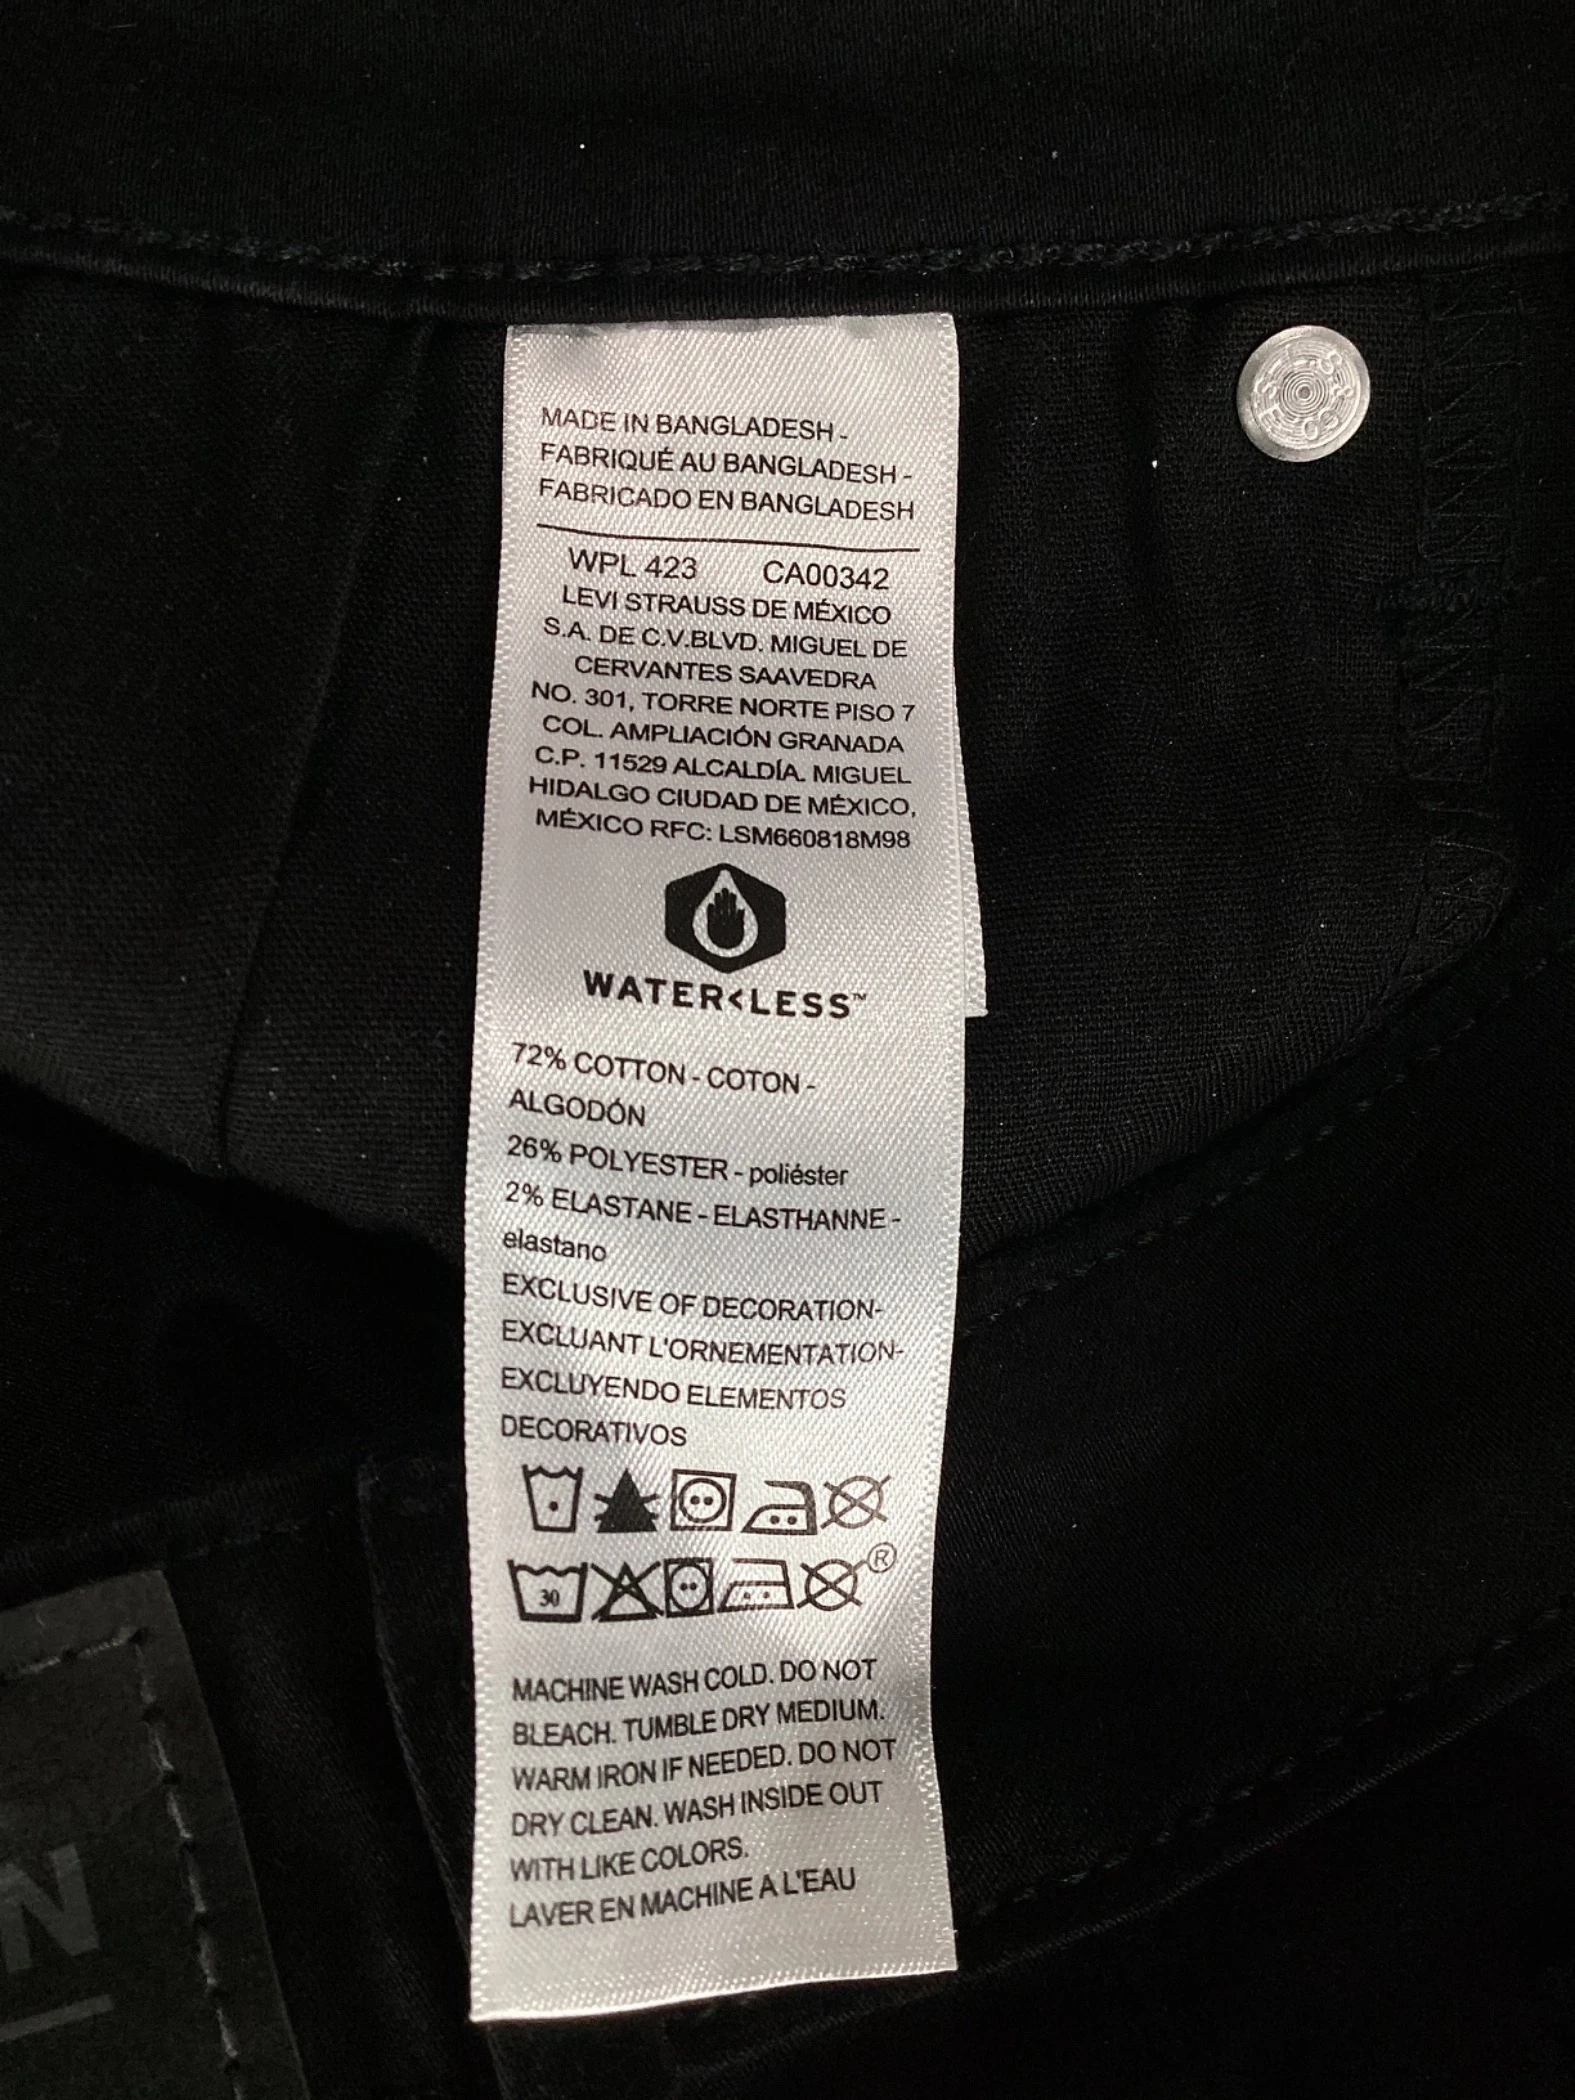 MADE IN BANGLADESH -
FABRIQUÉ AU BANGLADESH -
FABRICADO EN BANGLADESH
WPL 423 CA00342
LEVI STRAUSS DE MÉXICO
S.A. DE C.V.BLVD. MIGUEL DE
CERVANTES SAAVEDRA
NO. 301, TORRE NORTE PISO 7
COL. AMPLIACIÓN GRANADA
C.P. 11529 ALCALDÍA. MIGUEL
HIDALGO CIUDAD DE MÉXICO,
MÉXICO RFC: LSM660818M98
WATER<LESS™
72% COTTON - COTON -
ALGODÓN
26% POLYESTER - poliéster
2% ELASTANE - ELASTHANNE -
elastano
EXCLUSIVE OF DECORATION-
EXCLUANT L'ORNEMENTATION-
EXCLUYENDO ELEMENTOS
DECORATIVOS
30 ®
MACHINE WASH COLD. DO NOT
BLEACH. TUMBLE DRY MEDIUM.
WARM IRON IF NEEDED. DO NOT
DRY CLEAN. WASH INSIDE OUT
WITH LIKE COLORS.
LAVER EN MACHINE A L'EAU
N